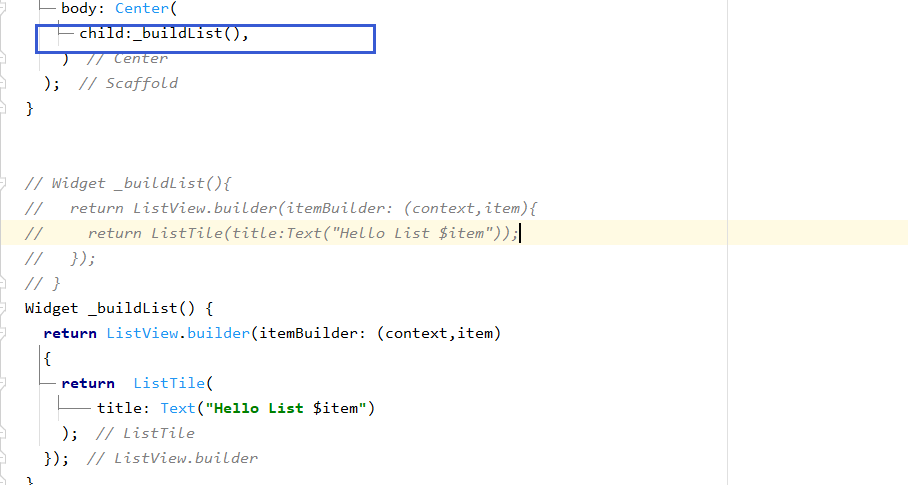 body: Center(
child:_buildList(),
)  // Center
);  // Scaffold
}
// Widget _buildList(){
//   return ListView.builder(itemBuilder: (context,item){
//     return ListTile(title:Text("Hello List $item"));
//   });
// }
Widget _buildList() {
return ListView.builder(itemBuilder: (context,item)
{
return  ListTile(
title: Text("Hello List $item")
);  // ListTile
});  // ListView.builder
}